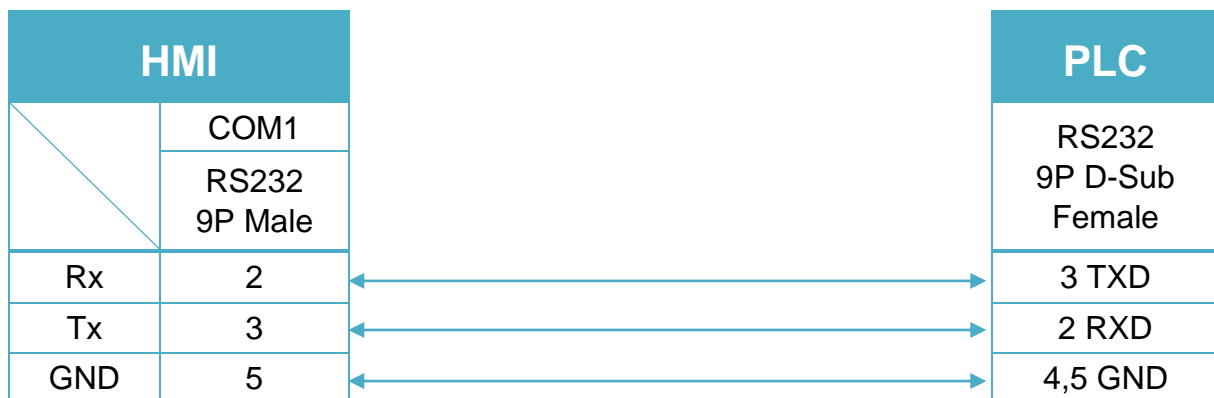 HMI
PLC
COM1
RS232
9P Male
RS232
9P D-Sub
Female
Rx 2 3 TXD
Tx 3 2 RXD
GND 5 4,5 GND